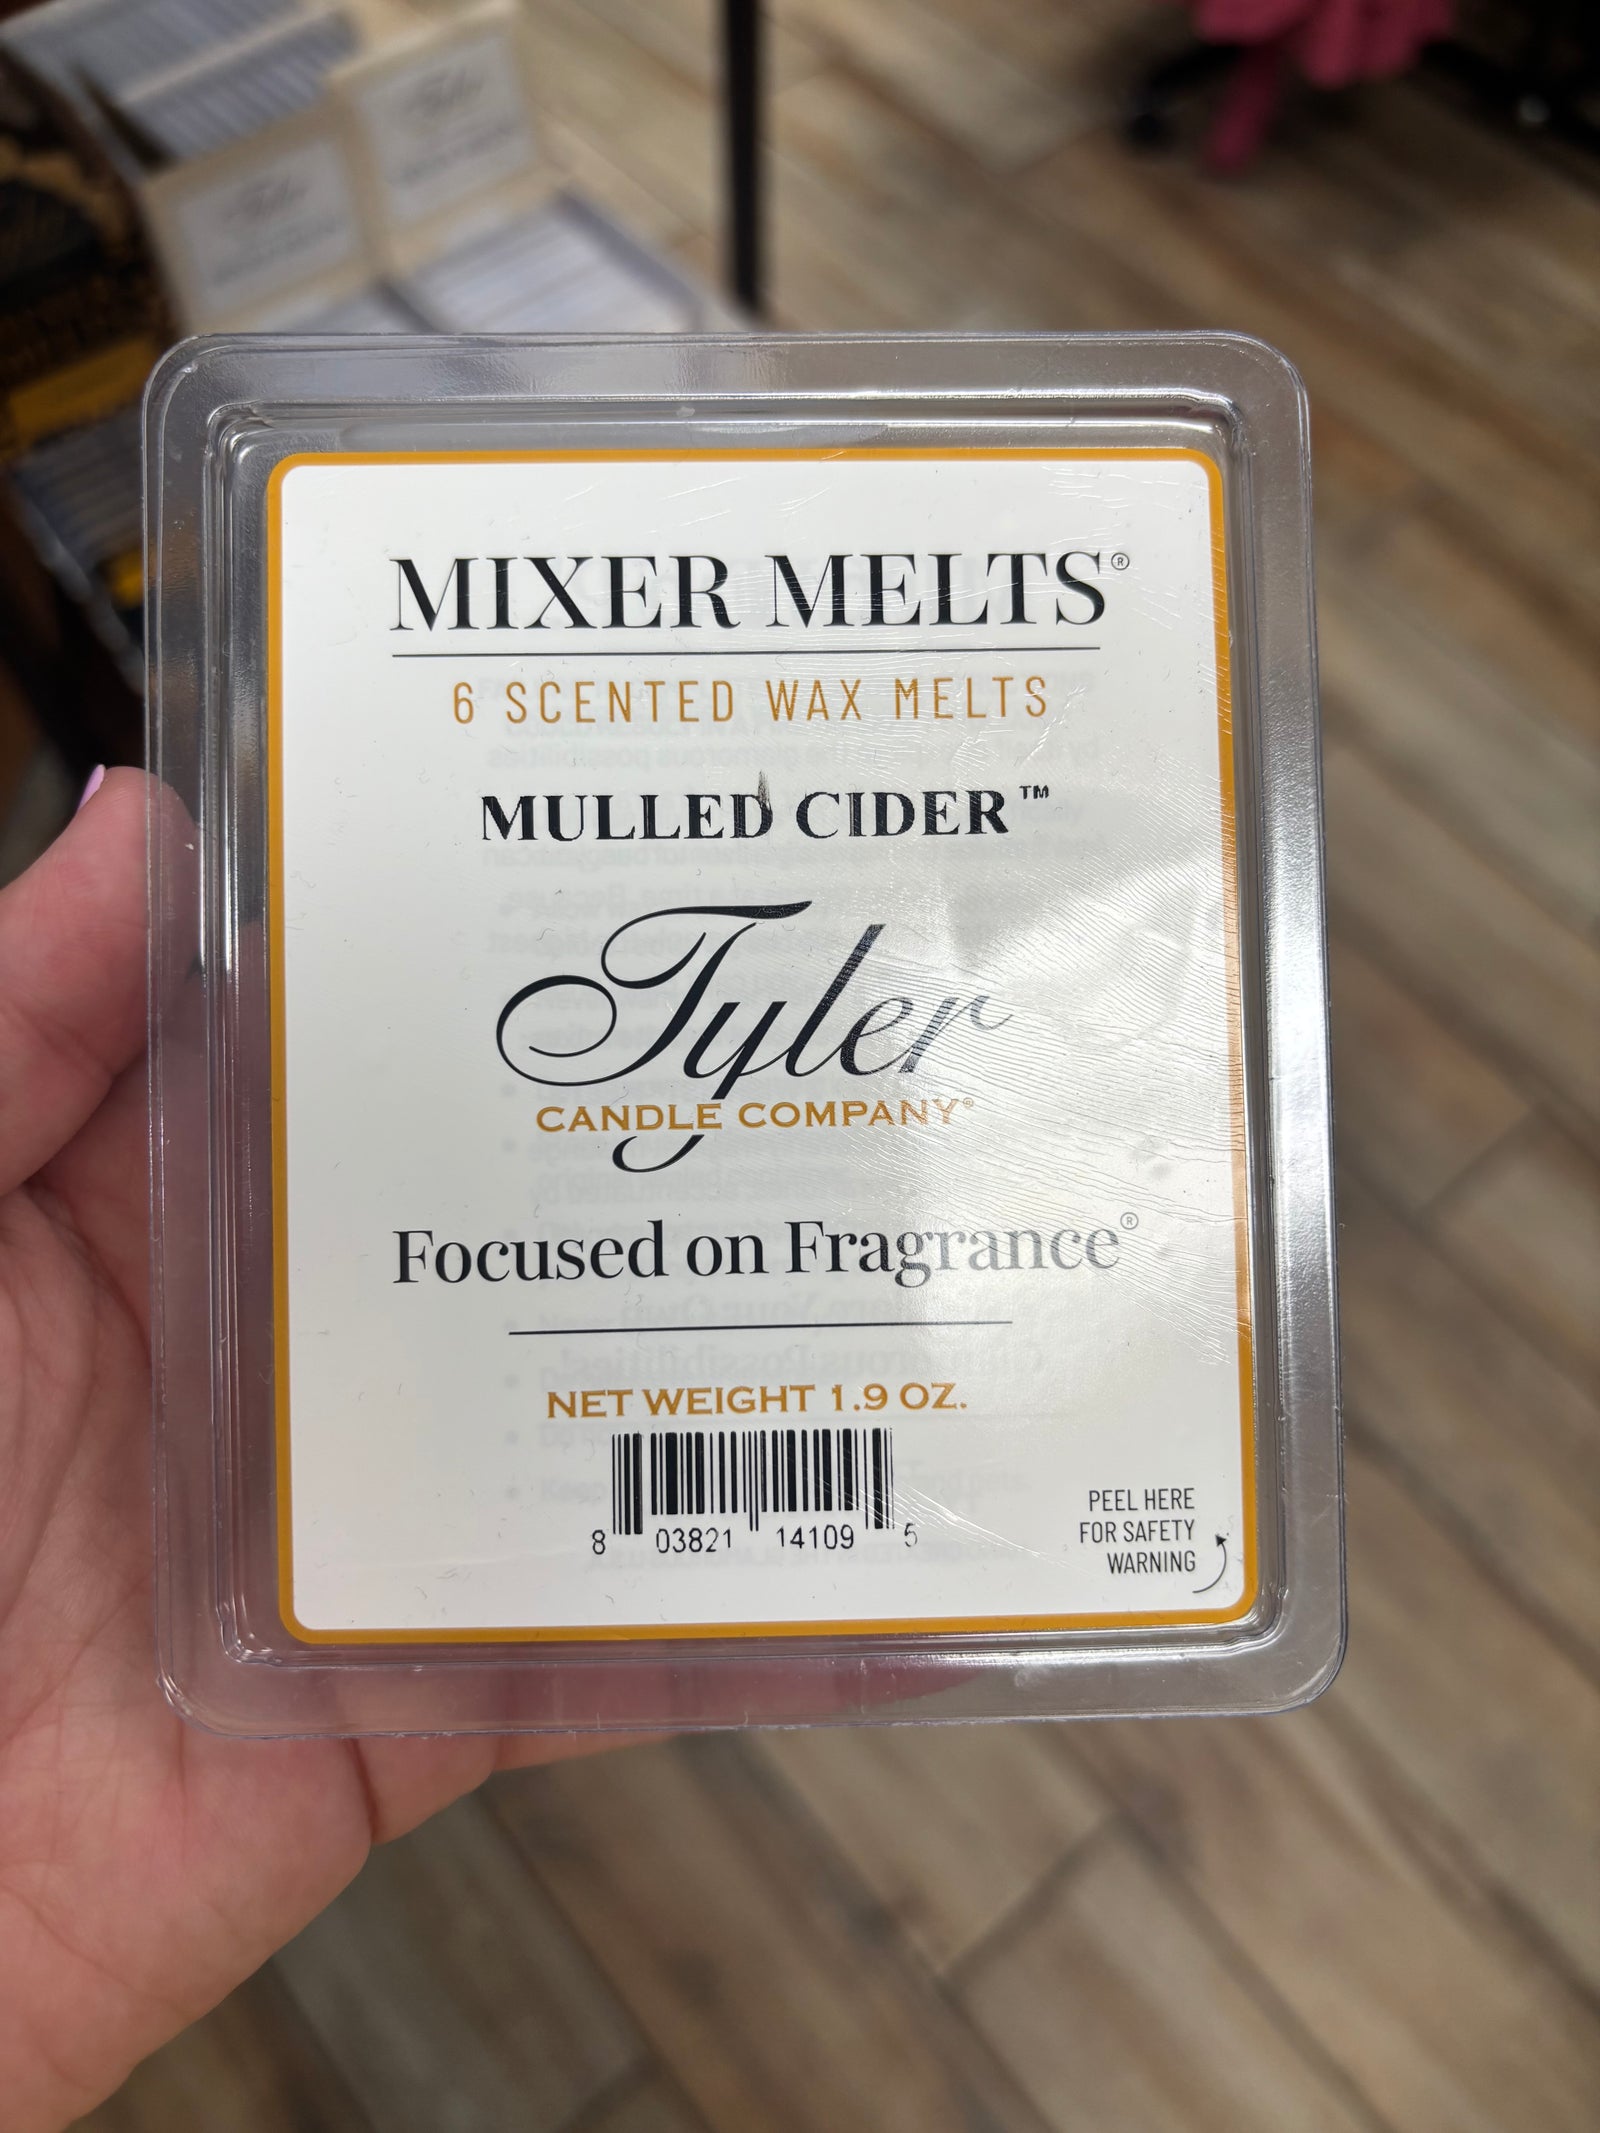 MIXER MELTS®
6 SCENTED WAX MELTS
MULLED CIDER™
Tyler
CANDLE COMPANY®
Focused on Fragrance®
NET WEIGHT 1.9 OZ.
8 03821 14109 5
PEEL HERE
FOR SAFETY
WARNING